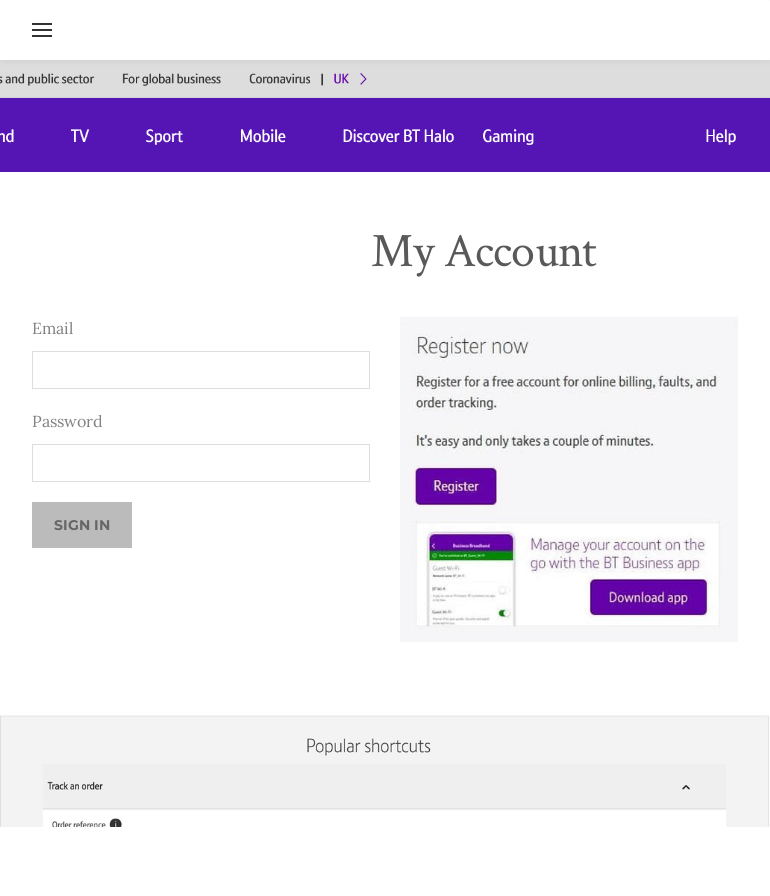 s and public sector For global business Coronavirus | UK
nd TV Sport Mobile Discover BT Halo Gaming Help
My Account
Email
Password
SIGN IN
Register now
Register for a free account for online billing, faults, and
order tracking.
It's easy and only takes a couple of minutes.
Register
Business Broadband
Guest Wi-Fi
BT Wi-fi
Guest Wi-Fi
Manage your account on the
go with the BT Business app
Download app
Popular shortcuts
Track an order
Order reference